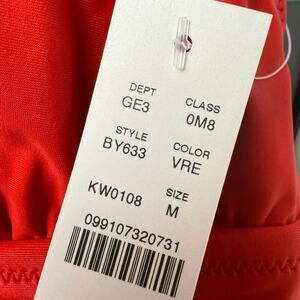 DEPT CLASS
GE3 0M8
STYLE COLOR
BY633 VRE
KW0108 SIZE
M
099107320731